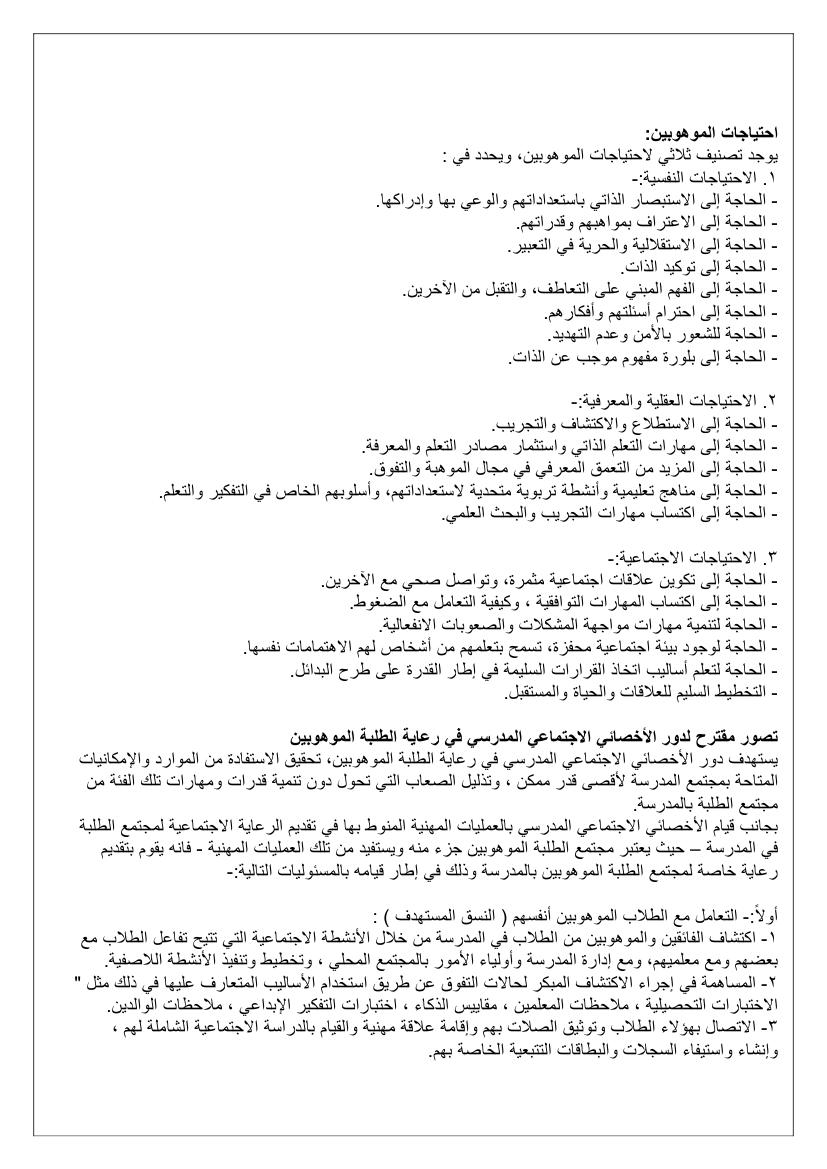 احتياجات الموهوبين:
يوجد تصنيف ثلاثي لاحتياجات الموهوبين، ويحدد في :
١. الاحتياجات النفسية:-
- الحاجة إلى الاستبصار الذاتي باستعداداتهم والوعي بها وإدراكها.
- الحاجة إلى الاعتراف بمواهبهم وقدراتهم.
- الحاجة إلى الاستقلالية والحرية في التعبير.
- الحاجة إلى توكيد الذات.
- الحاجة إلى الفهم المبني على التعاطف، والتقبل من الآخرين.
- الحاجة إلى احترام أسئلتهم وأفكارهم.
- الحاجة للشعور بالأمن وعدم التهديد.
- الحاجة إلى بلورة مفهوم موجب عن الذات.
٢. الاحتياجات العقلية والمعرفية:-
- الحاجة إلى الاستطلاع والاكتشاف والتجريب.
- الحاجة إلى مهارات التعلم الذاتي واستثمار مصادر التعلم والمعرفة.
- الحاجة إلى المزيد من التعمق المعرفي في مجال الموهبة والتفوق.
- الحاجة إلى مناهج تعليمية وأنشطة تربوية متحدية لاستعداداتهم، وأسلوبهم الخاص في التفكير والتعلم.
- الحاجة إلى اكتساب مهارات التجريب والبحث العلمي.
٣. الاحتياجات الاجتماعية:-
- الحاجة إلى تكوين علاقات اجتماعية مثمرة، وتواصل صحي مع الآخرين.
- الحاجة إلى اكتساب المهارات التوافقية ، وكيفية التعامل مع الضغوط.
- الحاجة لتنمية مهارات مواجهة المشكلات والصعوبات الانفعالية.
- الحاجة لوجود بيئة اجتماعية محفزة، تسمح بتعلمهم من أشخاص لهم الاهتمامات نفسها.
- الحاجة لتعلم أساليب اتخاذ القرارات السليمة في إطار القدرة على طرح البدائل.
- التخطيط السليم للعلاقات والحياة والمستقبل.
تصور مقترح لدور الأخصائي الاجتماعي المدرسي في رعاية الطلبة الموهوبين
يستهدف دور الأخصائي الاجتماعي المدرسي في رعاية الطلبة الموهوبين، تحقيق الاستفادة من الموارد والإمكانيات
المتاحة بمجتمع المدرسة لأقصى قدر ممكن ، وتذليل الصعاب التي تحول دون تنمية قدرات ومهارات تلك الفئة من
مجتمع الطلبة بالمدرسة.
بجانب قيام الأخصائي الاجتماعي المدرسي بالعمليات المهنية المنوط بها في تقديم الرعاية الاجتماعية لمجتمع الطلبة
في المدرسة – حيث يعتبر مجتمع الطلبة الموهوبين جزء منه ويستفيد من تلك العمليات المهنية - فانه يقوم بتقديم
رعاية خاصة لمجتمع الطلبة الموهوبين بالمدرسة وذلك في إطار قيامه بالمسئوليات التالية:-
أولاً:- التعامل مع الطلاب الموهوبين أنفسهم ( النسق المستهدف ) :
١- اكتشاف الفائقين والموهوبين من الطلاب في المدرسة من خلال الأنشطة الاجتماعية التي تتيح تفاعل الطلاب مع
بعضهم ومع معلميهم، ومع إدارة المدرسة وأولياء الأمور بالمجتمع المحلي ، وتخطيط وتنفيذ الأنشطة اللاصفية.
٢- المساهمة في إجراء الاكتشاف المبكر لحالات التفوق عن طريق استخدام الأساليب المتعارف عليها في ذلك مثل "
الاختبارات التحصيلية ، ملاحظات المعلمين ، مقاييس الذكاء ، اختبارات التفكير الإبداعي ، ملاحظات الوالدين.
٣- الاتصال بهؤلاء الطلاب وتوثيق الصلات بهم وإقامة علاقة مهنية والقيام بالدراسة الاجتماعية الشاملة لهم ،
وإنشاء واستيفاء السجلات والبطاقات التتبعية الخاصة بهم.